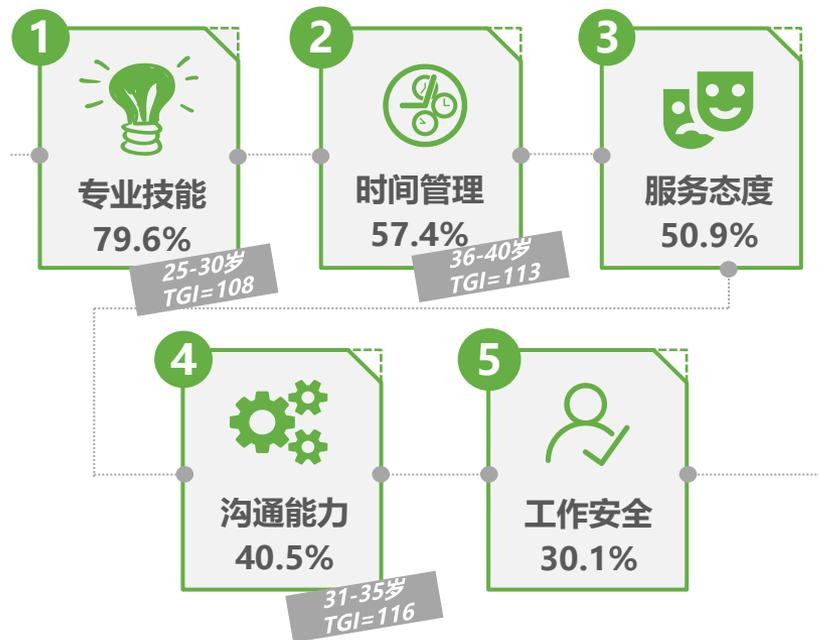 1
专业技能
79.6%
25-30岁
TGI=108
2
时间管理
57.4%
36-40岁
TGI=113
3
服务态度
50.9%
4
沟通能力
40.5%
31-35岁
TGI=116
5
工作安全
30.1%